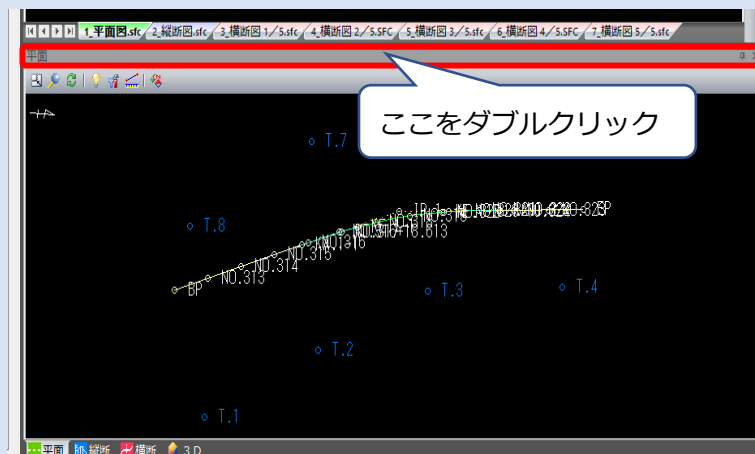 1_平面図.sfc 2_縦断図.sfc 3_横断図1／5.sfc 4_横断図2／5.SFC 5_横断図3／5.sfc 6_横断図4／5.SFC 7_横断図5／5.sfc
平面
ここをダブルクリック
T.7
T.8
BP NO.313 NO.314 NO.315
EP
T.3 T.4
T.2
T.1
平面 縦断 横断 3D